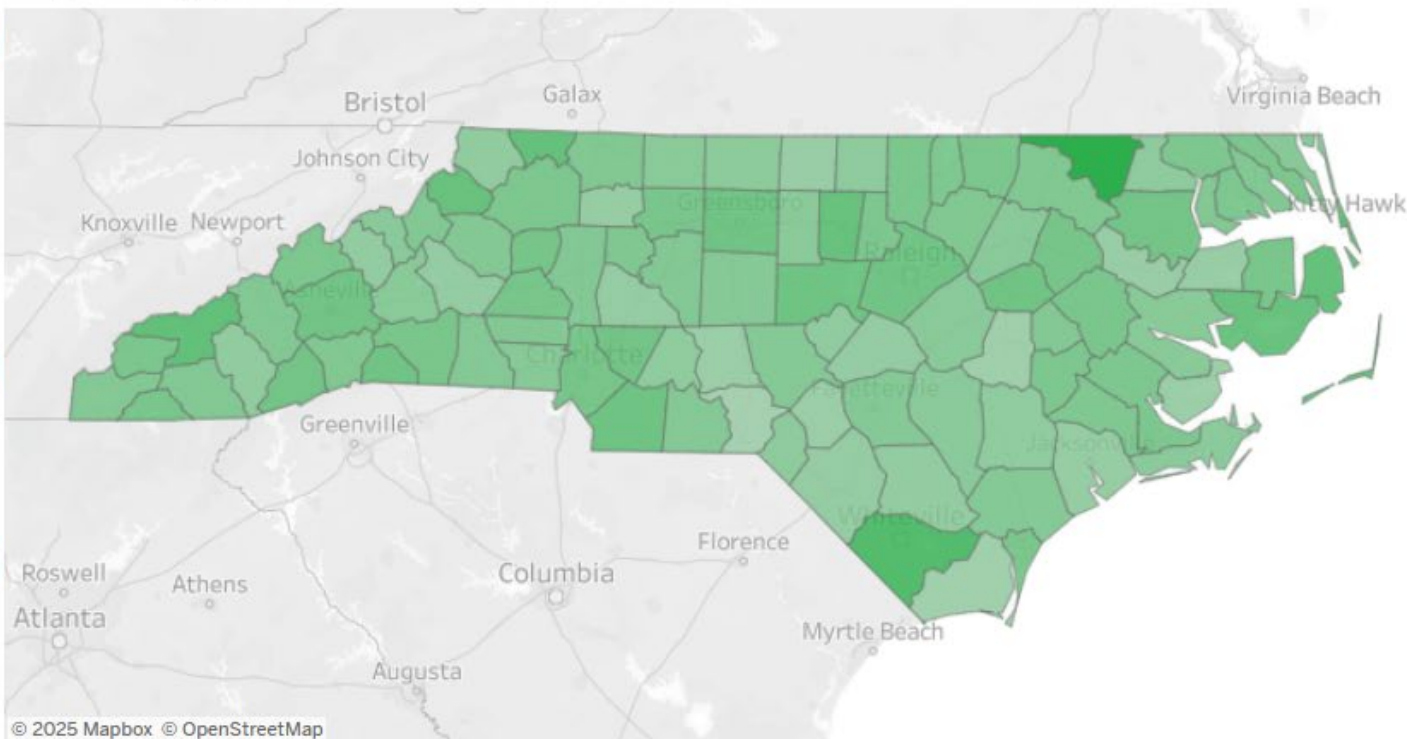 Virginia Beach
Galax
Bristol
Johnson City
Kitty Hawk
Greensboro
Knoxville
Newport
Raleigh
Asheville
Charlotte
Fayetteville
Greenville
Jacksonville
Whiteville
Florence
Columbia
Roswell
Athens
Atlanta
Myrtle Beach
Augusta
© 2025 Mapbox © OpenStreetMap